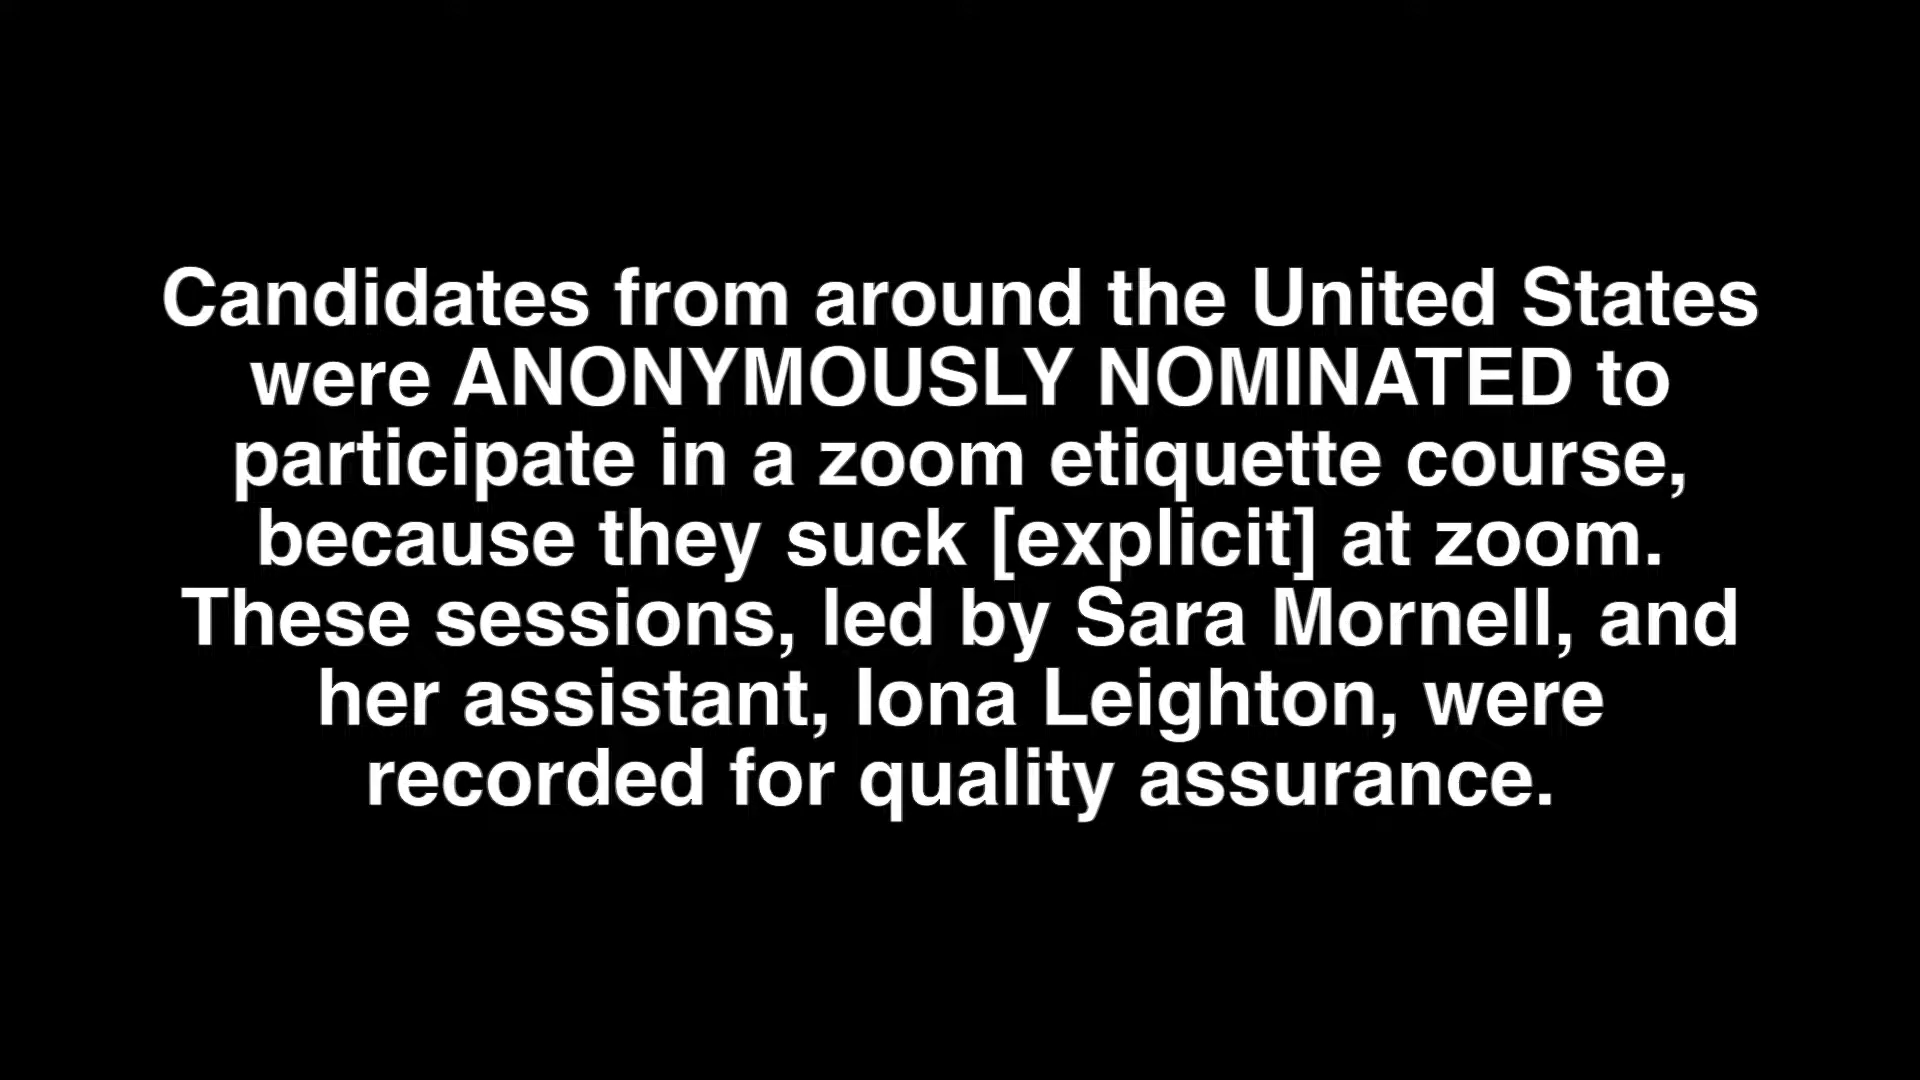 Candidates from around the United States
were ANONYMOUSLY NOMINATED to
participate in a zoom etiquette course,
because they suck [explicit] at zoom.
These sessions, led by Sara Mornell, and
her assistant, Iona Leighton, were
recorded for quality assurance.